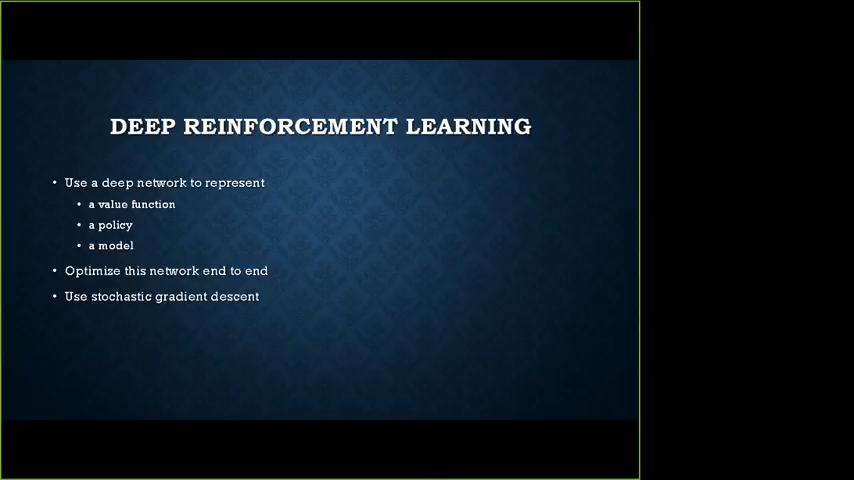 DEEP REINFORCEMENT LEARNING
• Use a deep network to represent
• a value function
• a policy
• a model
• Optimize this network end to end
• Use stochastic gradient descent